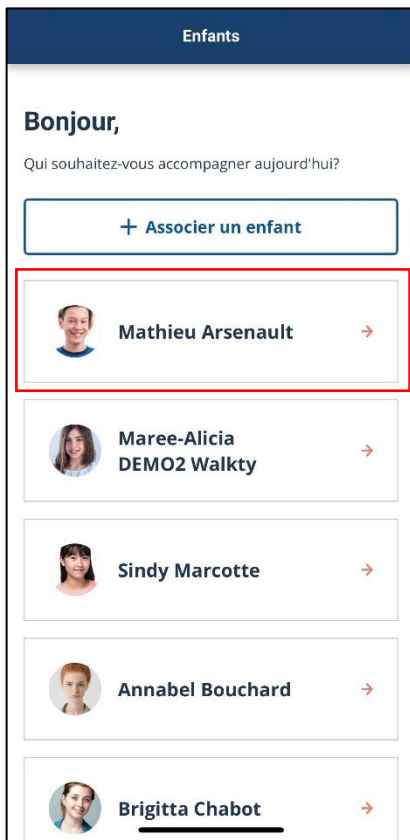 Enfants
Bonjour,
Qui souhaitez-vous accompagner aujourd'hui?
+ Associer un enfant
Mathieu Arsenault
Maree-Alicia
DEMO2 Walkty
Sindy Marcotte
Annabel Bouchard
Brigitta Chabot